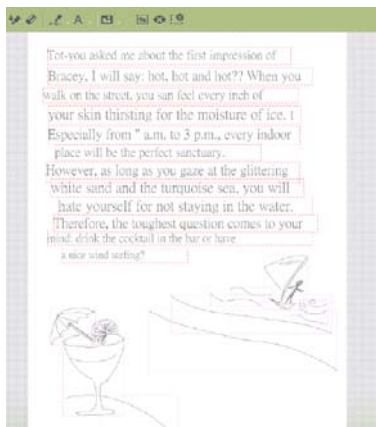 Tot-you asked me about the first impression of
Bracey, I will say: hot, hot and hot?? When you
walk on the street, you san feel every inch of
your skin thirsting for the moisture of ice. 1
Especially from " a.m. to 3 p.m., every indoor
place will be the perfect sanctuary.
However, as long as you gaze at the glittering
white sand and the turquoise sea, you will
hate yourself for not staying in the water.
Therefore, the toughest question comes to your
mind: drink the cocktail in the bar or have
a nice wind surfing?